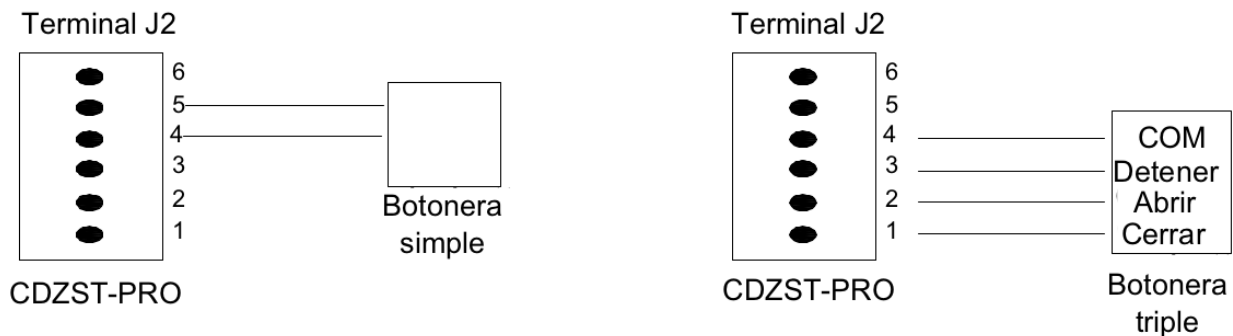 Terminal J2
6
5
4
3
2
1
Botonera
simple
CDZST-PRO
Terminal J2
6
5
4
3
2
1
COM
Detener
Abrir
Cerrar
CDZST-PRO
Botonera
triple